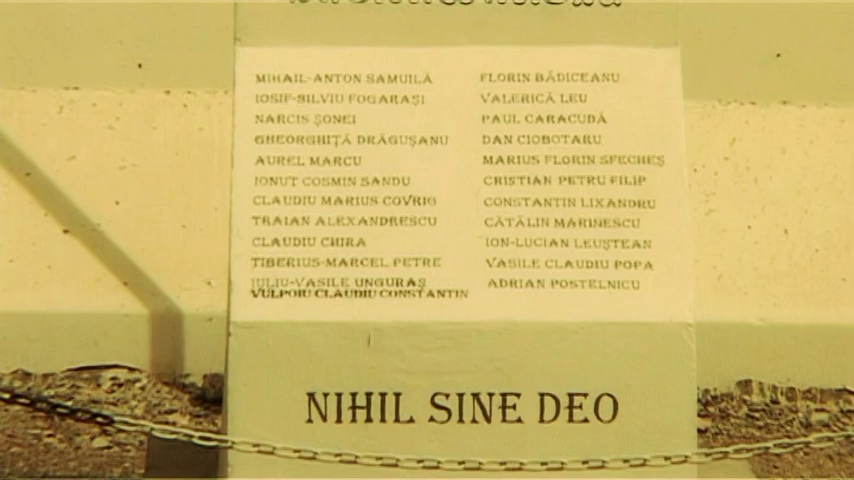 MIHAIL-ANTON SAMUILĂ
IOSIF-SILVIU FOGARAȘI
NARCIS ȘONEI
GHEORGHIȚĂ DRĂGUȘANU
AUREL MARCU
IONUT COSMIN SANDU
CLAUDIU MARIUS COVRIG
TRAIAN ALEXANDRESCU
CLAUDIU CHIRA
TIBERIUS-MARCEL PETRE
IULIU-VASILE UNGURAȘ
VULPOIU CLAUDIU CONSTANTIN
FLORIN BĂDICEANU
VALERICĂ LEU
PAUL CARACUDĂ
DAN CIOBOTARU
MARIUS FLORIN SFECHEȘ
CRISTIAN PETRU FILIP
CONSTANTIN LIXANDRU
CĂTĂLIN MARINESCU
ION-LUCIAN LEUȘTEAN
VASILE CLAUDIU POPA
ADRIAN POSTELNICU
NIHIL SINE DEO